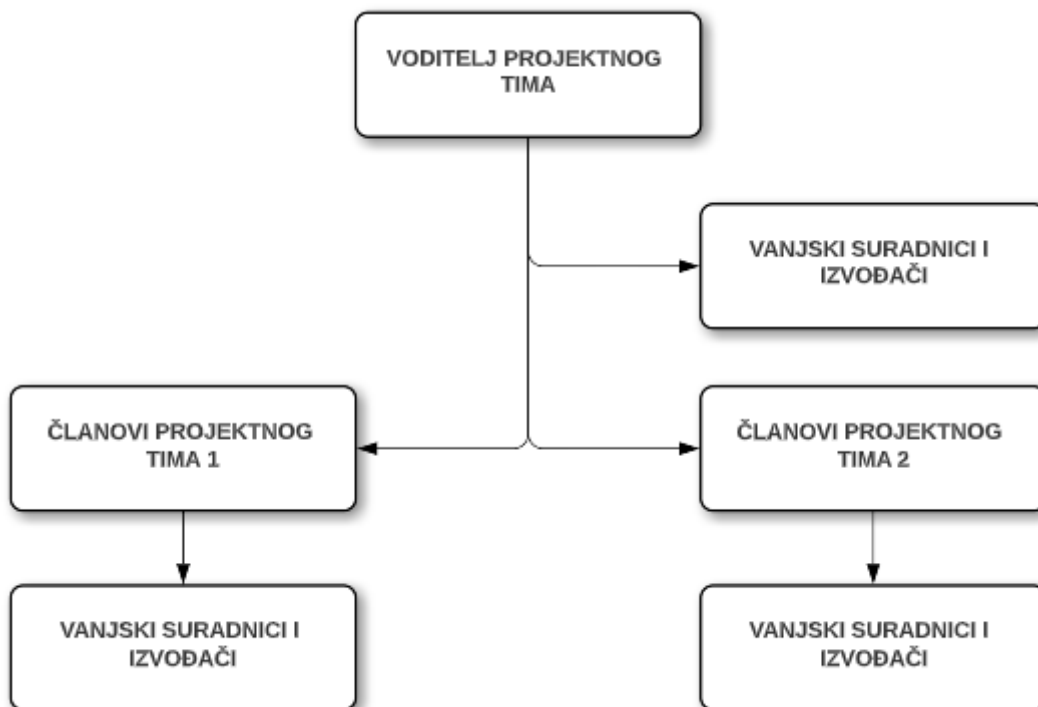 VODITELJ PROJEKTNOG
TIMA
VANJSKI SURADNICI I
IZVOĐAČI
ČLANOVI PROJEKTNOG
TIMA 1
ČLANOVI PROJEKTNOG
TIMA 2
VANJSKI SURADNICI I
IZVOĐAČI
VANJSKI SURADNICI I
IZVOĐAČI